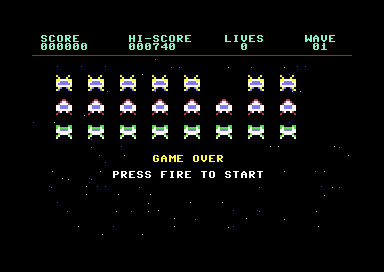 SCORE HI-SCORE LIVES WAVE
000000 000740 0 01
GAME OVER
PRESS FIRE TO START